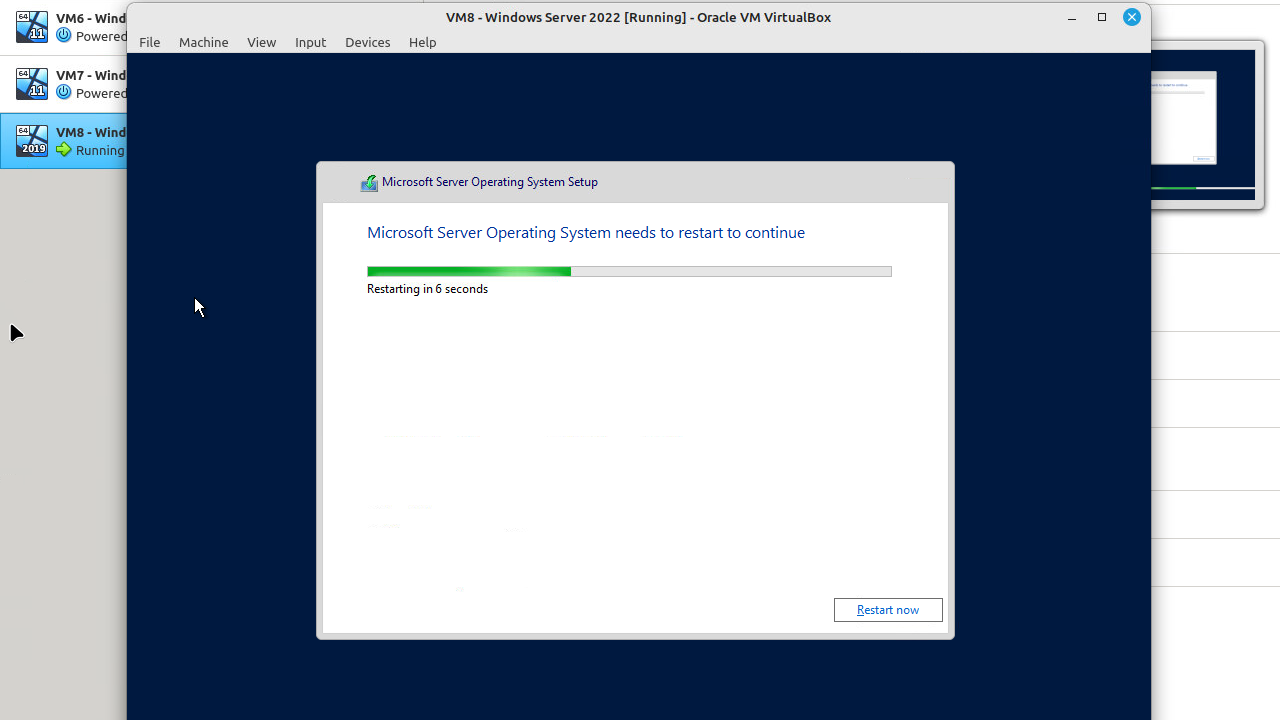 VM8 - Windows Server 2022 [Running] - Oracle VM VirtualBox
File Machine View Input Devices Help
64
11
VM6 - Wind
Powered
64
11
VM7 - Wind
Powered
64
2019
VM8 - Wind
Running
Microsoft Server Operating System Setup
Microsoft Server Operating System needs to restart to continue
Restarting in 6 seconds
Restart now